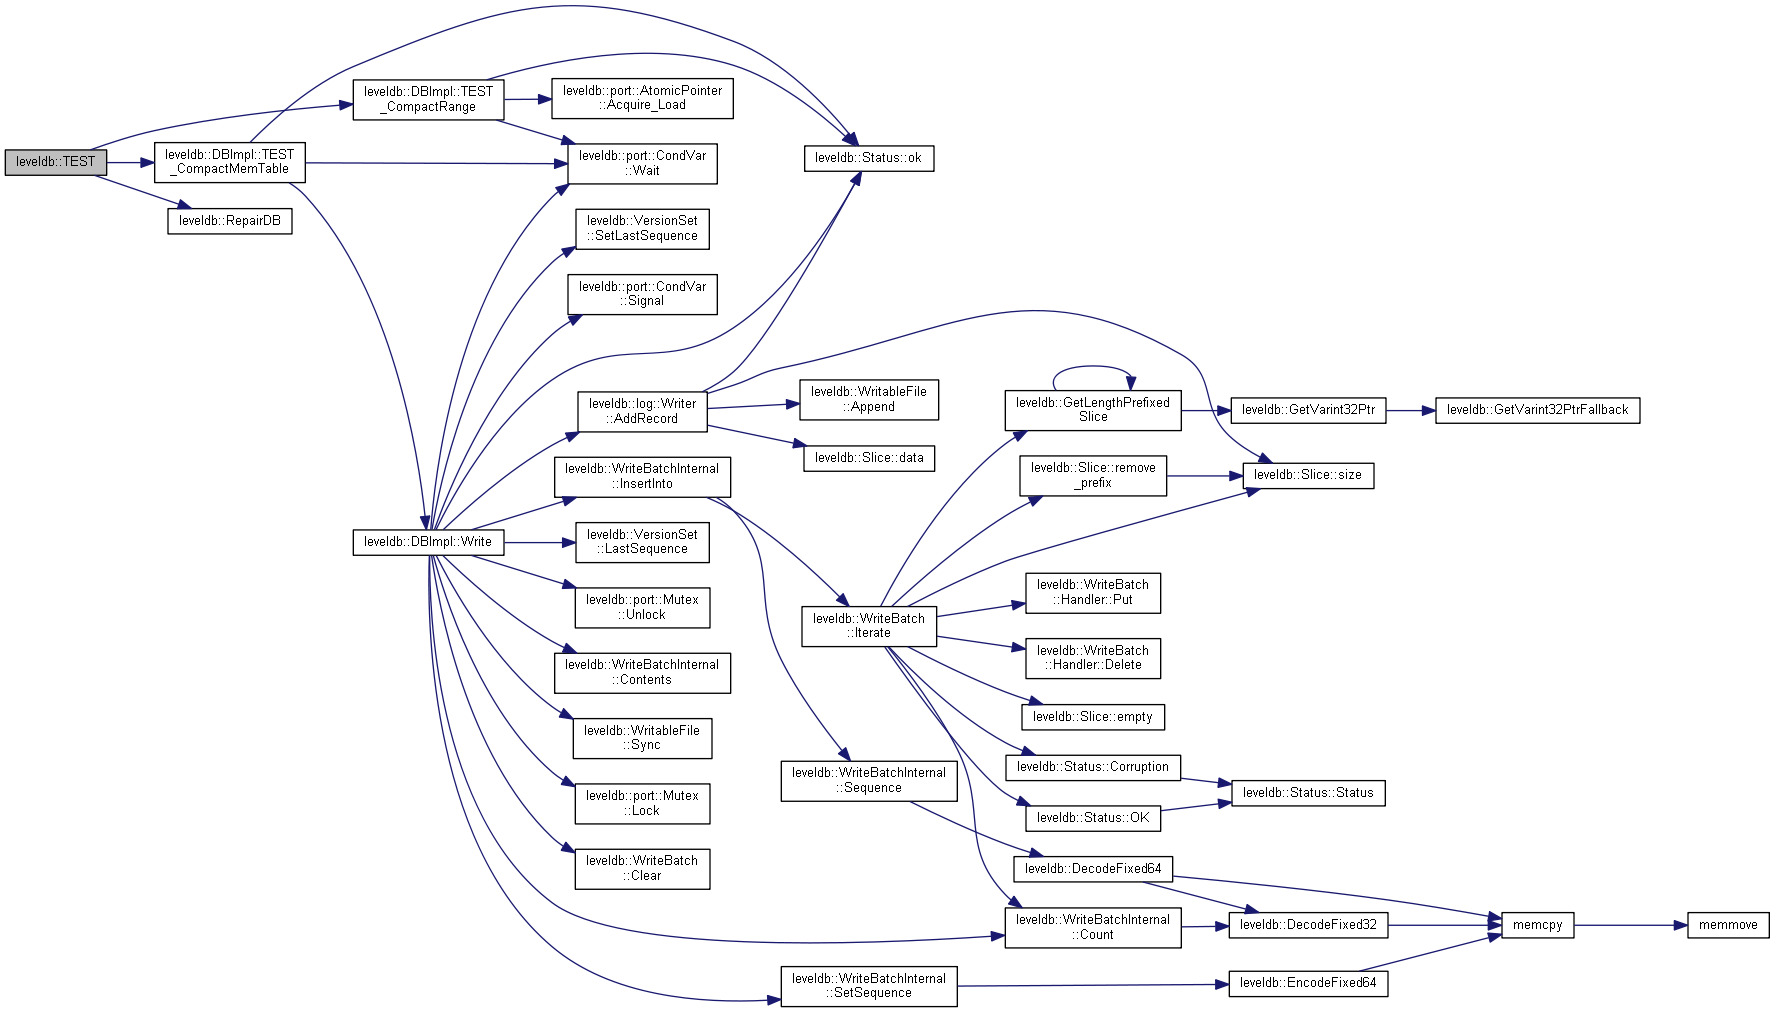 leveldb::TEST
leveldb::DBImpl::TEST
_CompactRange
leveldb::DBImpl::TEST
_CompactMemTable
leveldb::RepairDB
leveldb::port::AtomicPointer
::Acquire_Load
leveldb::port::CondVar
::Wait
leveldb::Status::ok
leveldb::VersionSet
::SetLastSequence
leveldb::port::CondVar
::Signal
leveldb::log::Writer
::AddRecord
leveldb::WritableFile
::Append
leveldb::Slice::data
leveldb::WriteBatchInternal
::InsertInto
leveldb::DBImpl::Write
leveldb::VersionSet
::LastSequence
leveldb::port::Mutex
::Unlock
leveldb::WriteBatchInternal
::Contents
leveldb::WritableFile
::Sync
leveldb::port::Mutex
::Lock
leveldb::WriteBatch
::Clear
leveldb::GetLengthPrefixed
Slice
leveldb::GetVarint32Ptr
leveldb::GetVarint32PtrFallback
leveldb::Slice::remove
_prefix
leveldb::Slice::size
leveldb::WriteBatch
::Iterate
leveldb::WriteBatch
::Handler::Put
leveldb::WriteBatch
::Handler::Delete
leveldb::Slice::empty
leveldb::Status::Corruption
leveldb::Status::Status
leveldb::Status::OK
leveldb::WriteBatchInternal
::Sequence
leveldb::DecodeFixed64
leveldb::WriteBatchInternal
::Count
leveldb::DecodeFixed32
memcpy
memmove
leveldb::WriteBatchInternal
::SetSequence
leveldb::EncodeFixed64